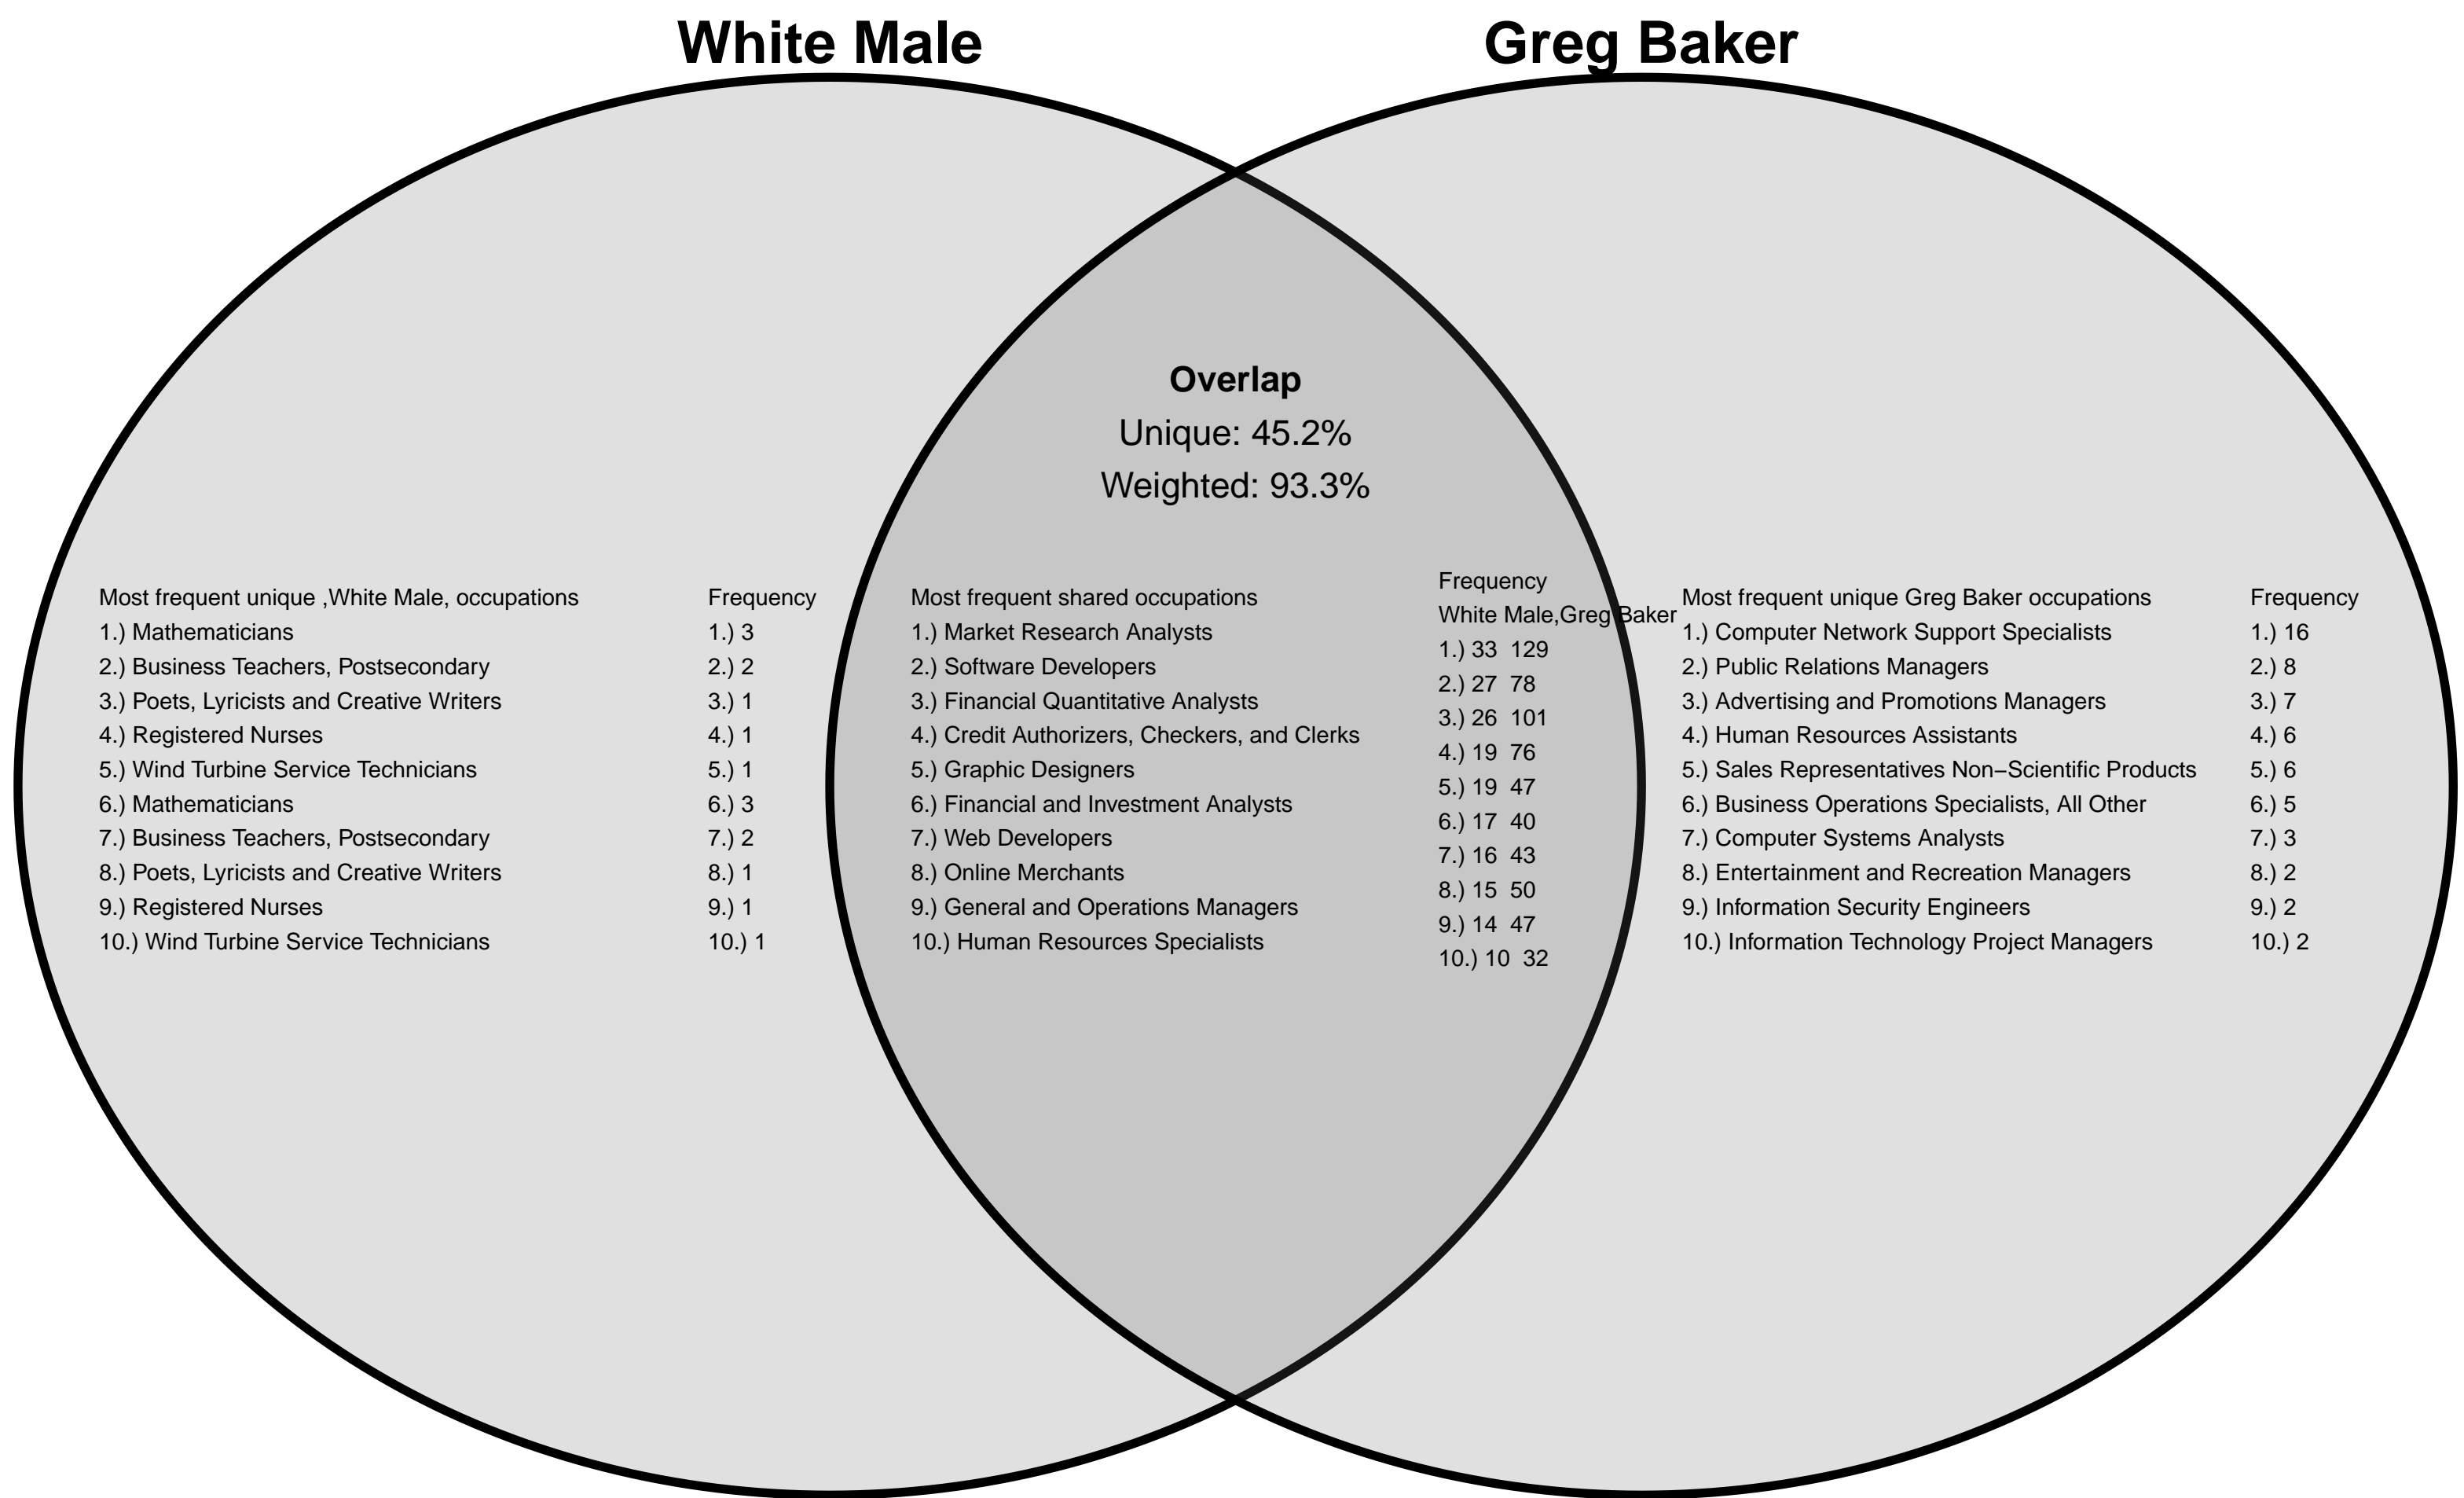 White Male
Greg Baker
Overlap
Unique: 45.2%
Weighted: 93.3%
Most frequent unique ,White Male, occupations
1.) Mathematicians
2.) Business Teachers, Postsecondary
3.) Poets, Lyricists and Creative Writers
4.) Registered Nurses
5.) Wind Turbine Service Technicians
6.) Mathematicians
7.) Business Teachers, Postsecondary
8.) Poets, Lyricists and Creative Writers
9.) Registered Nurses
10.) Wind Turbine Service Technicians
Frequency
1.) 3
2.) 2
3.) 1
4.) 1
5.) 1
6.) 3
7.) 2
8.) 1
9.) 1
10.) 1
Most frequent shared occupations
1.) Market Research Analysts
2.) Software Developers
3.) Financial Quantitative Analysts
4.) Credit Authorizers, Checkers, and Clerks
5.) Graphic Designers
6.) Financial and Investment Analysts
7.) Web Developers
8.) Online Merchants
9.) General and Operations Managers
10.) Human Resources Specialists
Frequency
White Male,Greg Baker
1.) 33 129
2.) 27 78
3.) 26 101
4.) 19 76
5.) 19 47
6.) 17 40
7.) 16 43
8.) 15 50
9.) 14 47
10.) 10 32
Most frequent unique Greg Baker occupations
1.) Computer Network Support Specialists
2.) Public Relations Managers
3.) Advertising and Promotions Managers
4.) Human Resources Assistants
5.) Sales Representatives Non−Scientific Products
6.) Business Operations Specialists, All Other
7.) Computer Systems Analysts
8.) Entertainment and Recreation Managers
9.) Information Security Engineers
10.) Information Technology Project Managers
Frequency
1.) 16
2.) 8
3.) 7
4.) 6
5.) 6
6.) 5
7.) 3
8.) 2
9.) 2
10.) 2